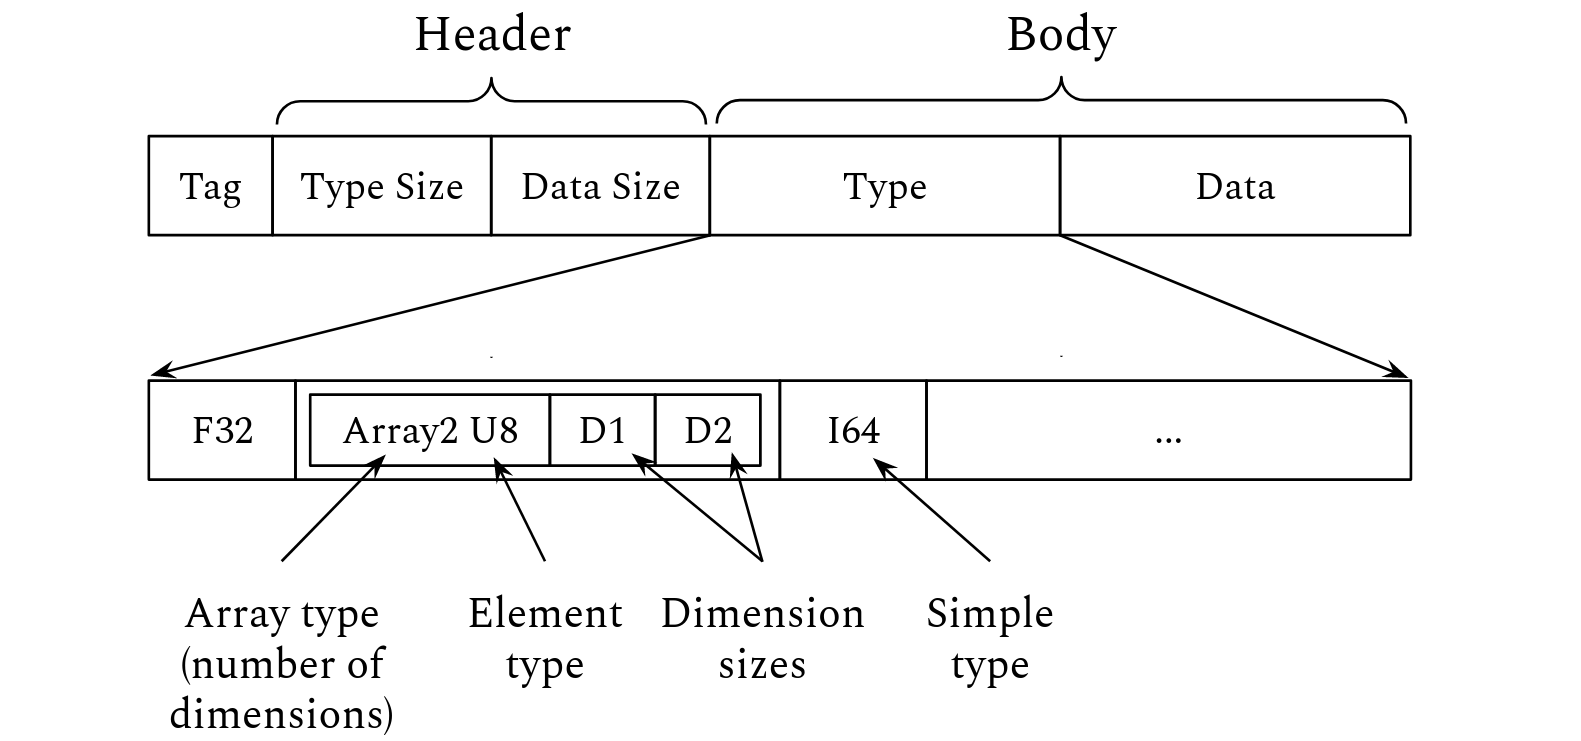 Header
Body
Tag
Type Size
Data Size
Type
Data
F32
Array2 U8
D1
D2
I64
...
Array type
(number of
dimensions)
Element
type
Dimension
sizes
Simple
type